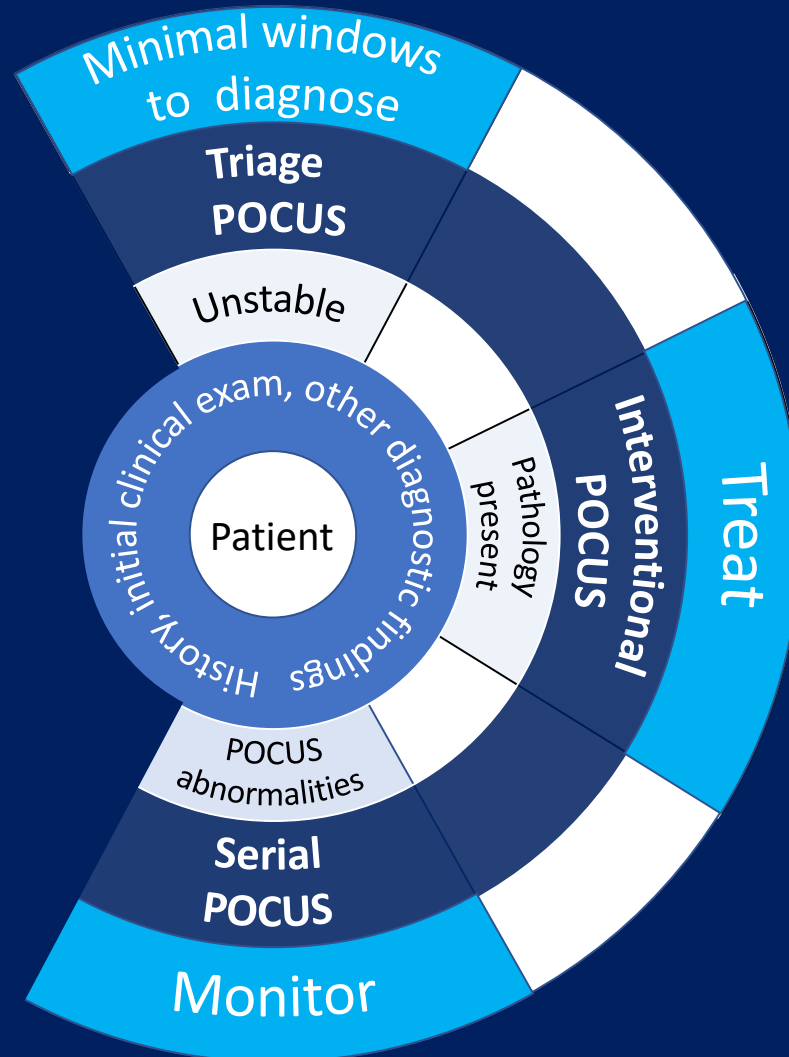 Minimal windows
to diagnose
Triage
POCUS
Unstable
History, initial clinical exam, other diagnostic findings
Patient
Pathology
present
Interventional
POCUS
Treat
POCUS
abnormalities
Serial
POCUS
Monitor